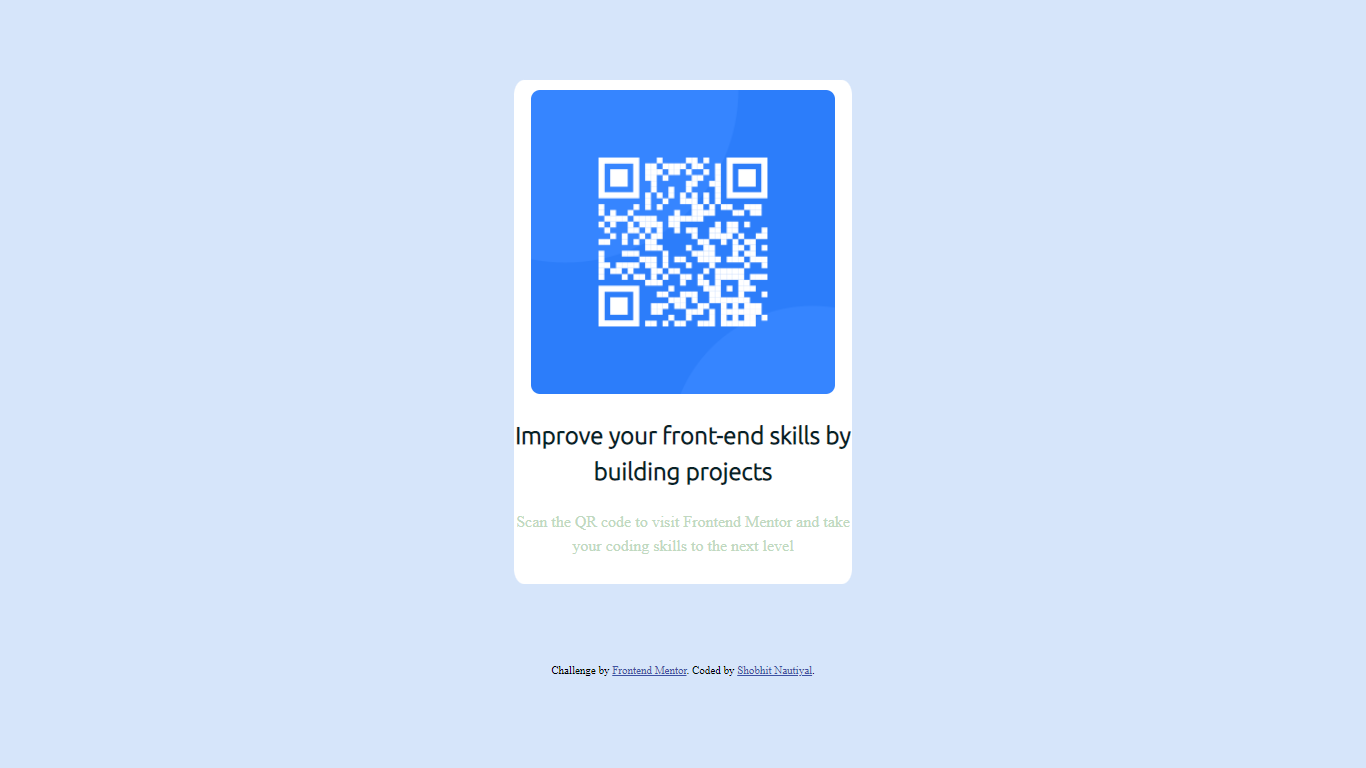 Improve your front-end skills by
building projects
Scan the QR code to visit Frontend Mentor and take
your coding skills to the next level
Challenge by Frontend Mentor. Coded by Shobhit Nautiyal.